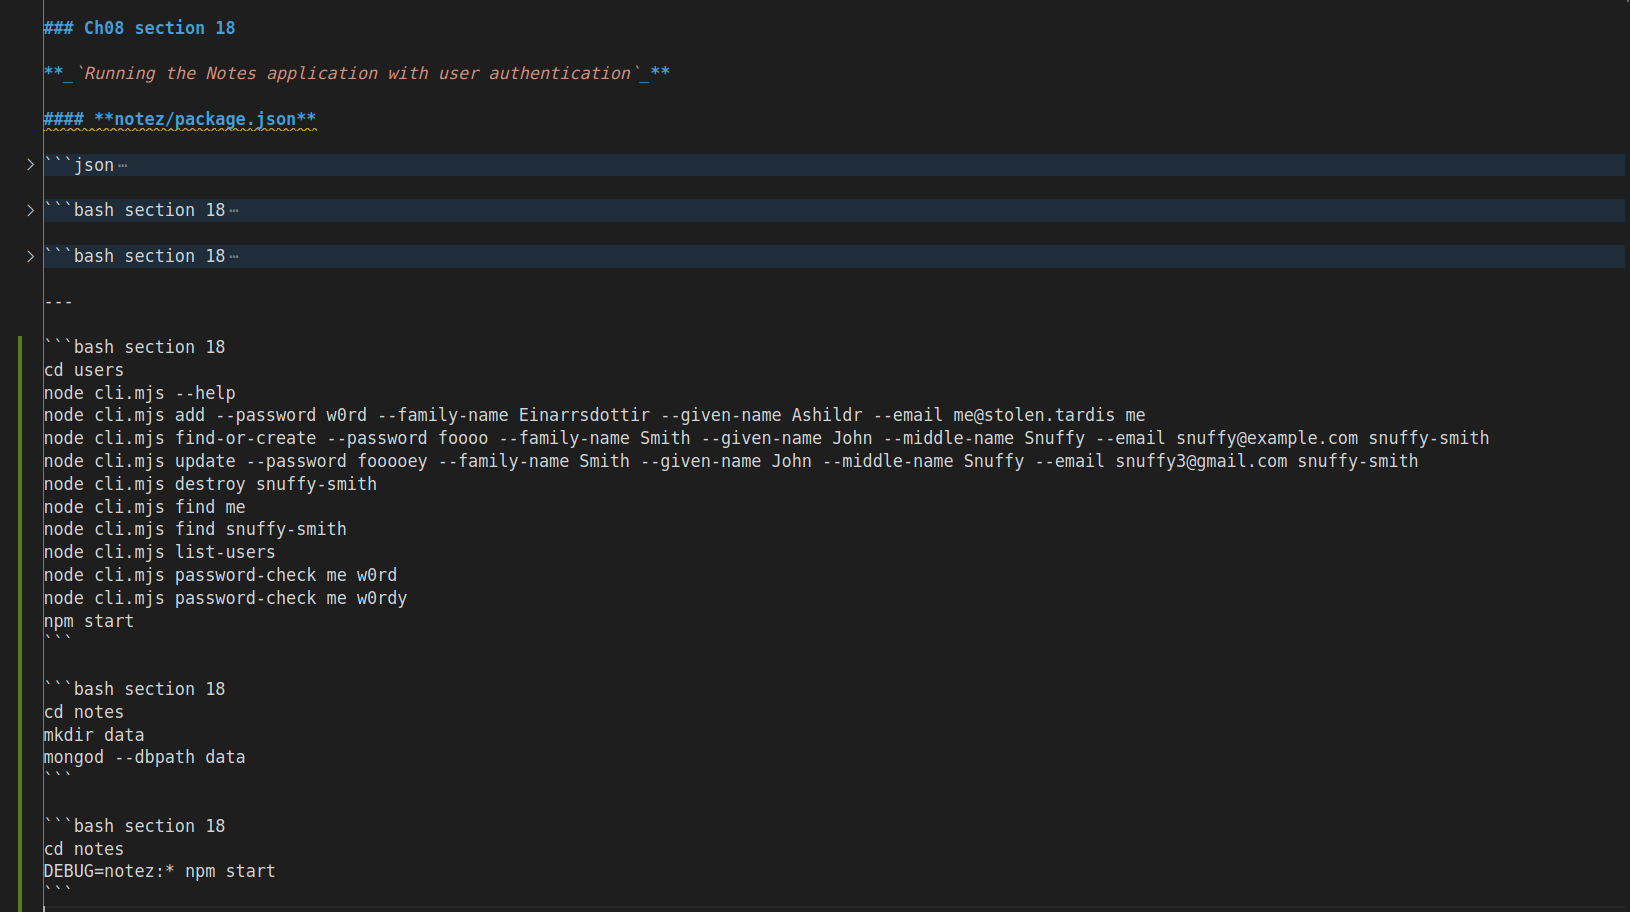 ### Ch08 section 18
**_`Running the Notes application with user authentication`_**
#### **notez/package.json**
```json…
```bash section 18…
```bash section 18…
---
```bash section 18
cd users
node cli.mjs --help
node cli.mjs add --password w0rd --family-name Einarrsdottir --given-name Ashildr --email me@stolen.tardis me
node cli.mjs find-or-create --password foooo --family-name Smith --given-name John --middle-name Snuffy --email snuffy@example.com snuffy-smith
node cli.mjs update --password fooooey --family-name Smith --given-name John --middle-name Snuffy --email snuffy3@gmail.com snuffy-smith
node cli.mjs destroy snuffy-smith
node cli.mjs find me
node cli.mjs find snuffy-smith
node cli.mjs list-users
node cli.mjs password-check me w0rd
node cli.mjs password-check me w0rdy
npm start
```
```bash section 18
cd notes
mkdir data
mongod --dbpath data
```
```bash section 18
cd notes
DEBUG=notez:* npm start
```